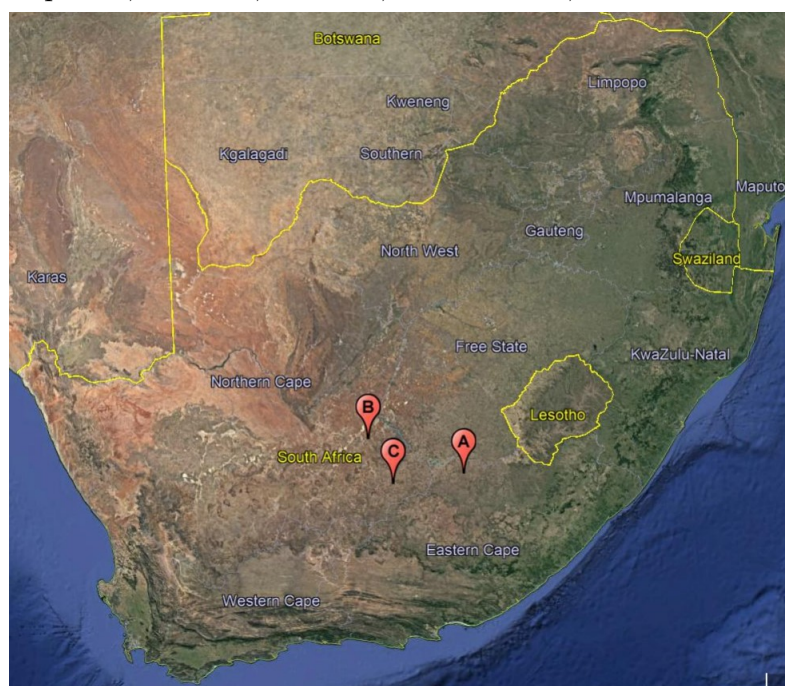 Botswana
Limpopo
Kweneng
Kgalagadi
Southern
Mpumalanga
Maputo
Gauteng
North West
Swaziland
Karas
Free State
KwaZulu-Natal
Northern Cape
B
Lesotho
A
C
South Africa
Eastern Cape
Western Cape